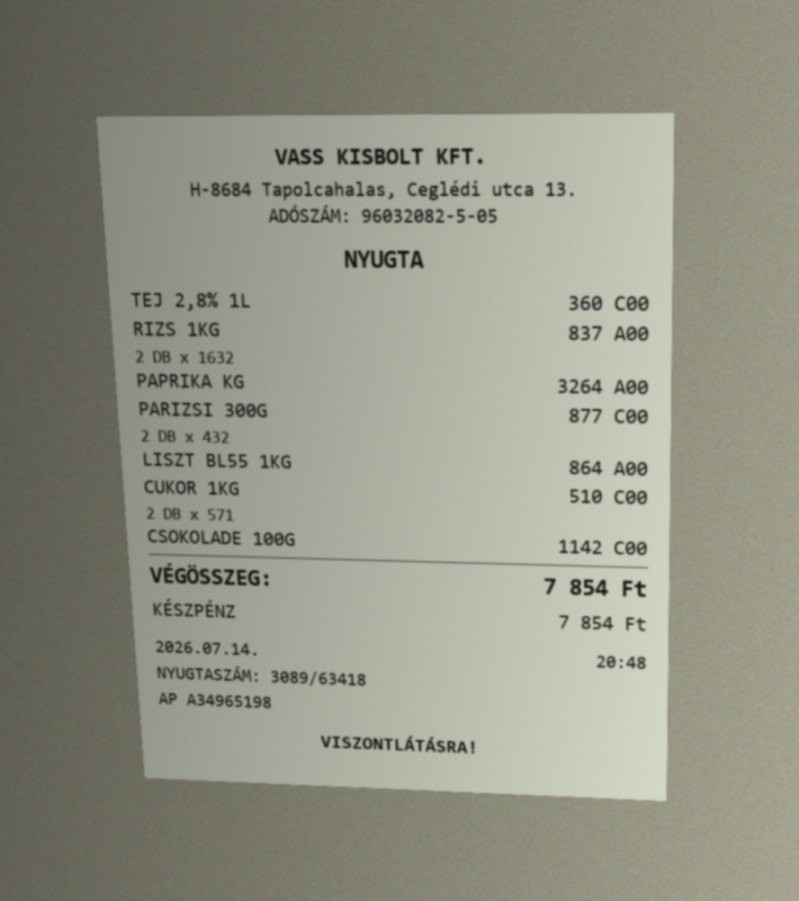 VASS KISBOLT KFT.
H-8684 Tapolcahalas, Ceglédi utca 13.
ADÓSZÁM: 96032082-5-05
NYUGTA
TEJ 2,8% 1L 360 C00
RIZS 1KG 837 A00
2 DB x 1632
PAPRIKA KG 3264 A00
PARIZSI 300G 877 C00
2 DB x 432
LISZT BL55 1KG 864 A00
CUKOR 1KG 510 C00
2 DB x 571
CSOKOLADE 100G 1142 C00
VÉGÖSSZEG: 7 854 Ft
KÉSZPÉNZ 7 854 Ft
2026.07.14. 20:48
NYUGTASZÁM: 3089/63418
AP A34965198
VISZONTLÁTÁSRA!